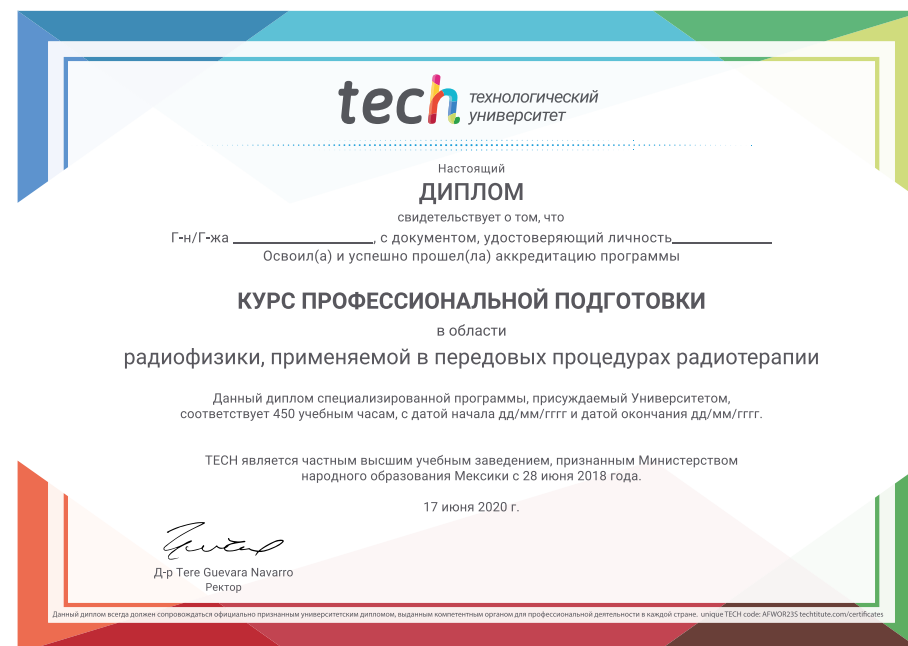 tech технологический
университет
Настоящий
ДИПЛОМ
свидетельствует о том, что
Г-н/Г-жа ____________, с документом, удостоверяющий личность____________
Освоил(а) и успешно прошел(ла) аккредитацию программы
КУРС ПРОФЕССИОНАЛЬНОЙ ПОДГОТОВКИ
в области
радиофизики, применяемой в передовых процедурах радиотерапии
Данный диплом специализированной программы, присуждаемый Университетом,
соответствует 450 учебным часам, с датой начала дд/мм/гггг и датой окончания дд/мм/гггг.
TECH является частным высшим учебным заведением, признанным Министерством
народного образования Мексики с 28 июня 2018 года.
17 июня 2020 г.
Д-р Tere Guevara Navarro
Ректор
Данный диплом всегда должен сопровождаться официально признанным университетским дипломом, выданным компетентным органом для профессиональной деятельности в каждой стране. unique TECH code: AFWOR23S techtitute.com/certificates